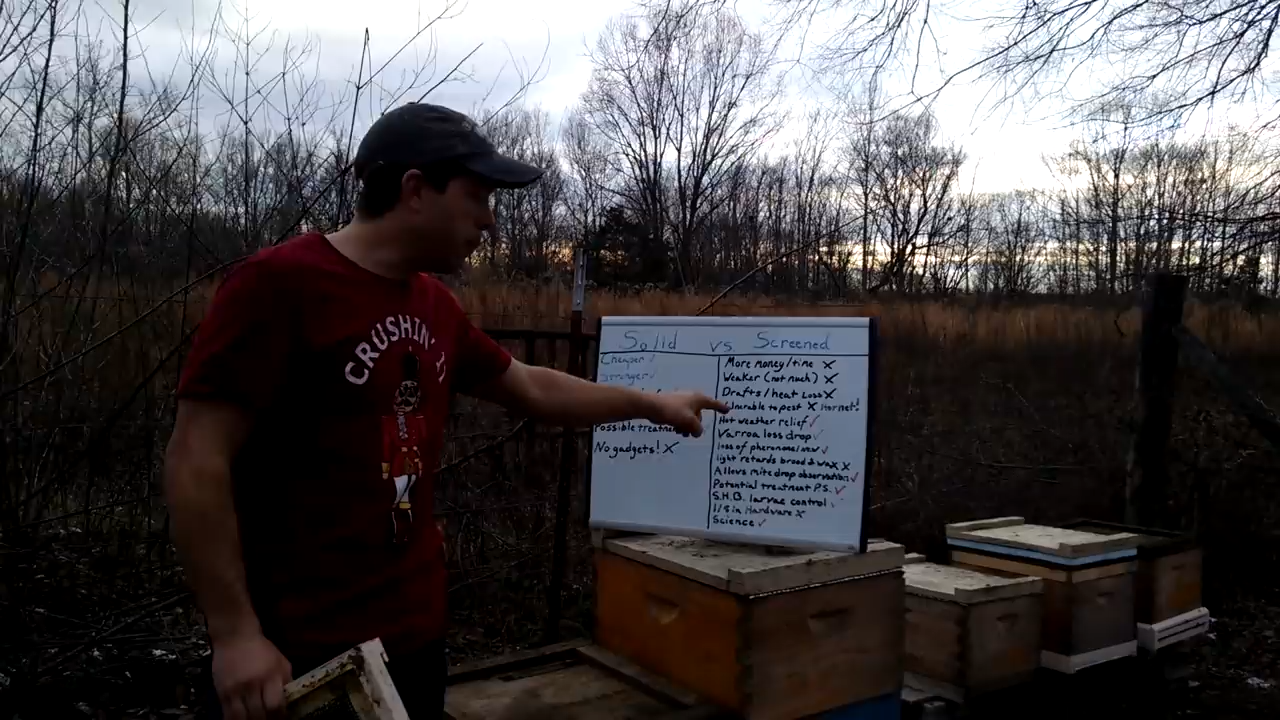 CRUSHIN' IT
Solid vs. Screened
Cheaper ✓
Stronger ✓
Possible
No gadgets! X
More money/time X
Weaker (not much) X
Drafts/heat Loss X
to pest X Hornet!
Hot weather relief ✓
Varroa loss drop ✓
loss of pheromone ✓
light retards brood & wax X
Allows mite drop observation ✓
Potential treatment P.S. ✓
S.H.B. larvae control ✓
1/8 in Hardware X
Science ✓